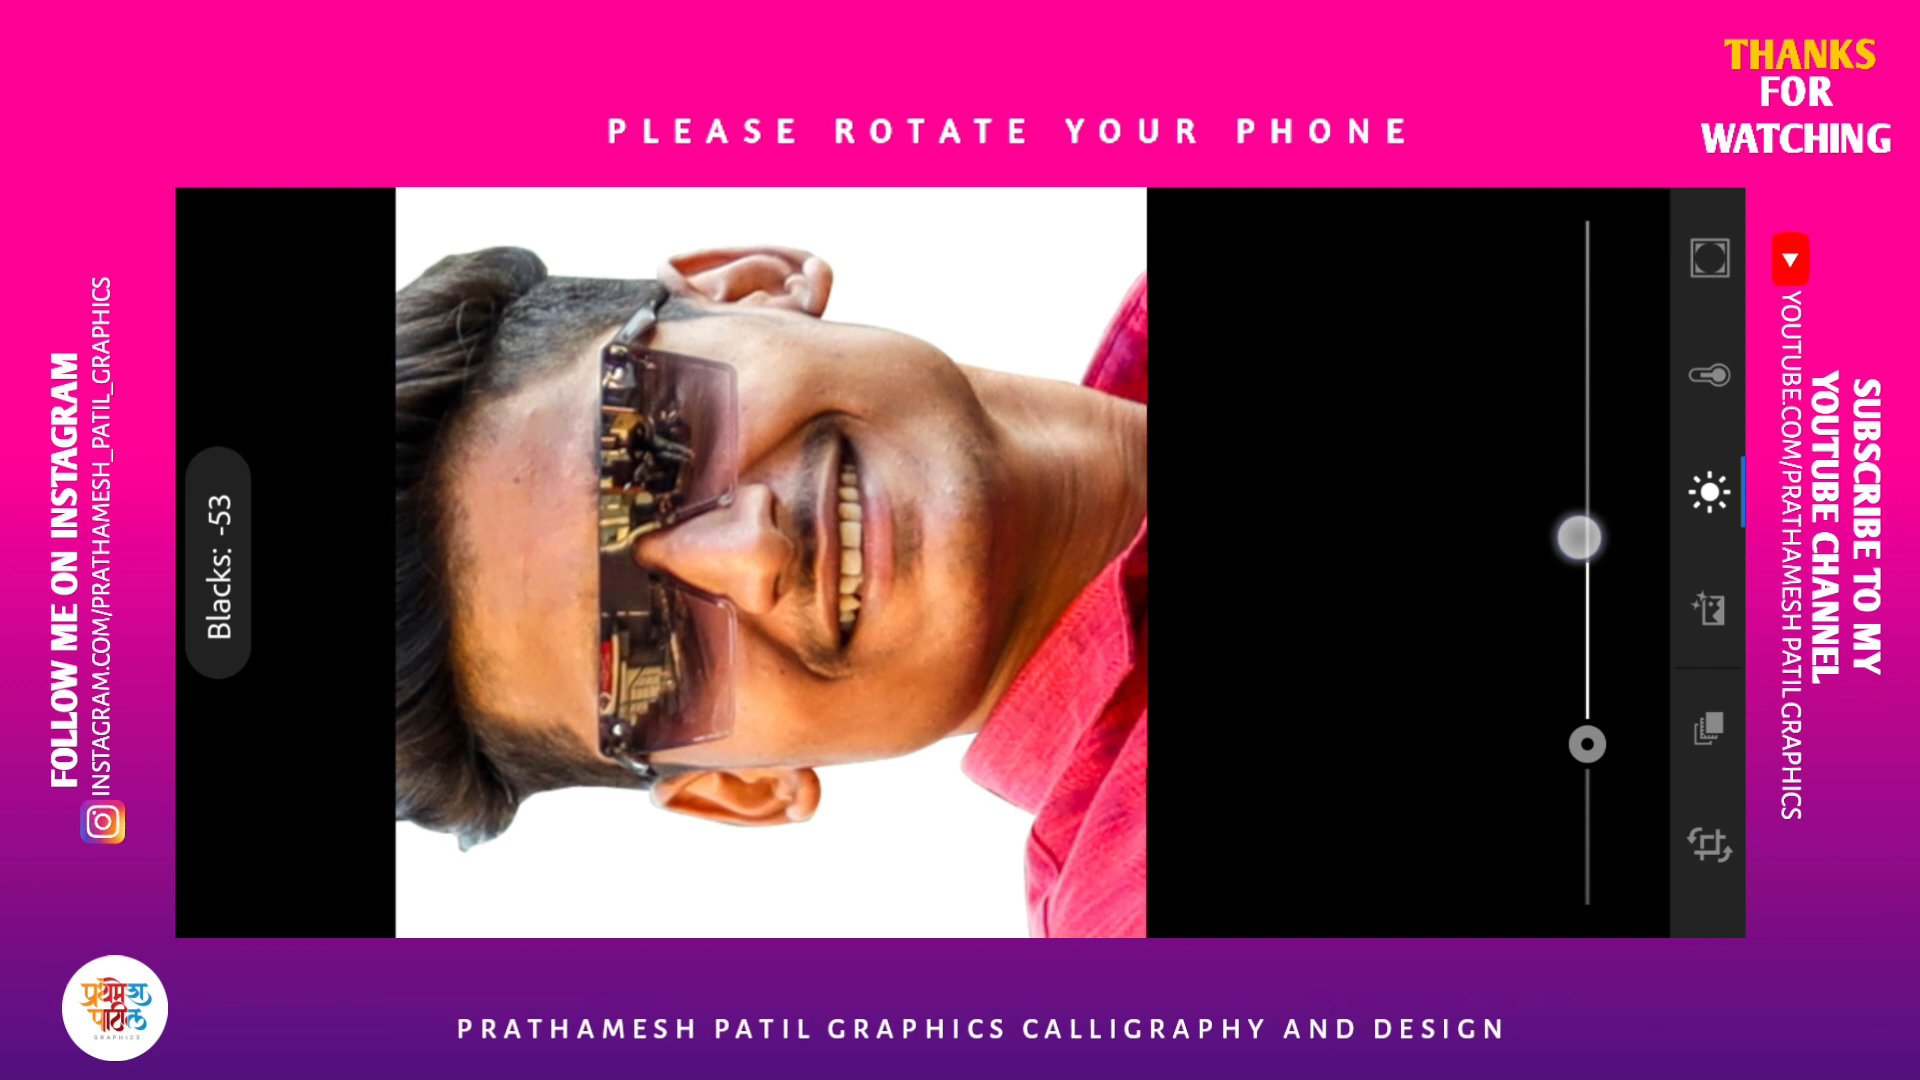 THANKS
FOR
WATCHING
PLEASE ROTATE YOUR PHONE
FOLLOW ME ON INSTAGRAM
INSTAGRAM.COM/PRATHAMESH_PATIL_GRAPHICS
Blacks: -53
SUBSCRIBE TO MY
YOUTUBE CHANNEL
YOUTUBE.COM/PRATHAMESH PATIL GRAPHICS
प्रथमेश
पाटील
GRAPHICS
PRATHAMESH PATIL GRAPHICS CALLIGRAPHY AND DESIGN